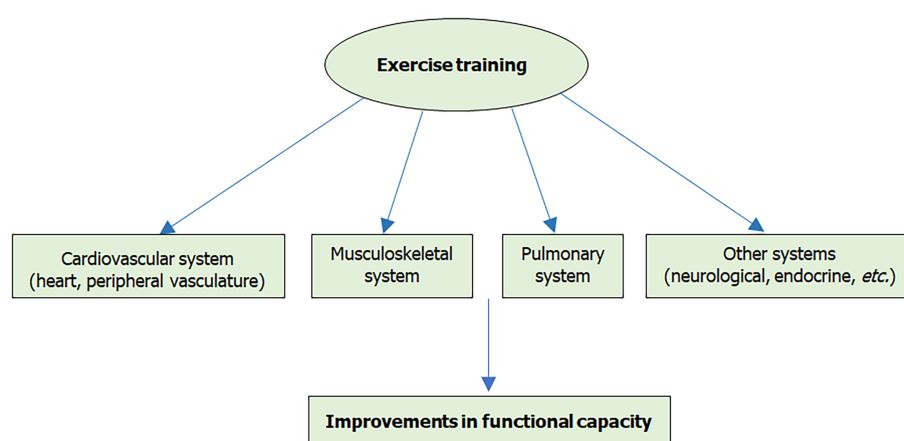 Exercise training
Cardiovascular system
(heart, peripheral vasculature)
Musculoskeletal
system
Pulmonary
system
Other systems
(neurological, endocrine, etc.)
Improvements in functional capacity